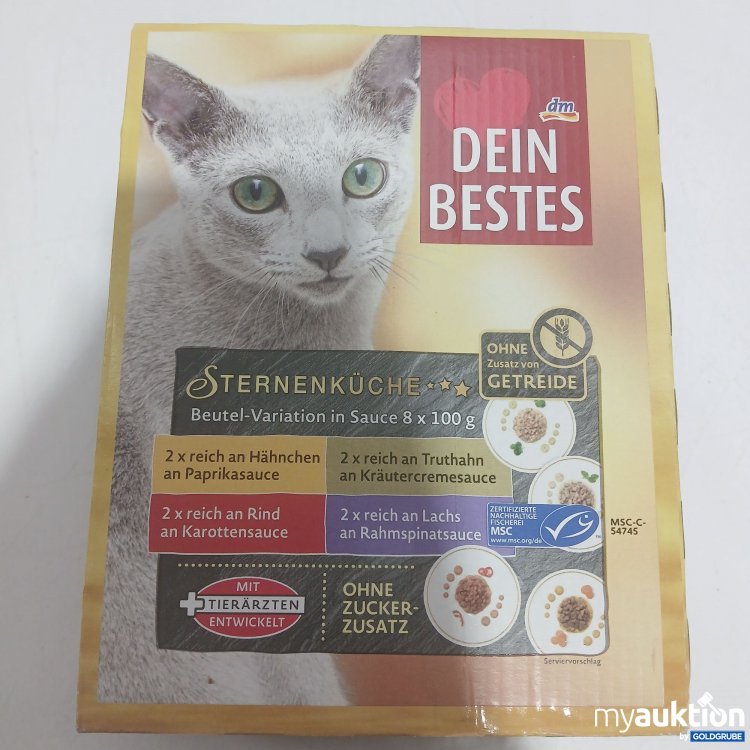 dm
DEIN
BESTES
OHNE
Zusatz von
GETREIDE
STERNENKÜCHE
Beutel-Variation in Sauce 8 x 100 g
2 x reich an Hähnchen
an Paprikasauce
2 x reich an Truthahn
an Kräutercremesauce
2 x reich an Rind
an Karottensauce
2 x reich an Lachs
an Rahmspinatsauce
ZERTIFIZIERTE
NACHHALTIGE
FISCHEREI
MSC
www.msc.org/de
MSC-C-
54745
MIT
TIERÄRZTEN
ENTWICKELT
OHNE
ZUCKER-
ZUSATZ
Serviervorschlag
myauktion
by GOLDGRUBE